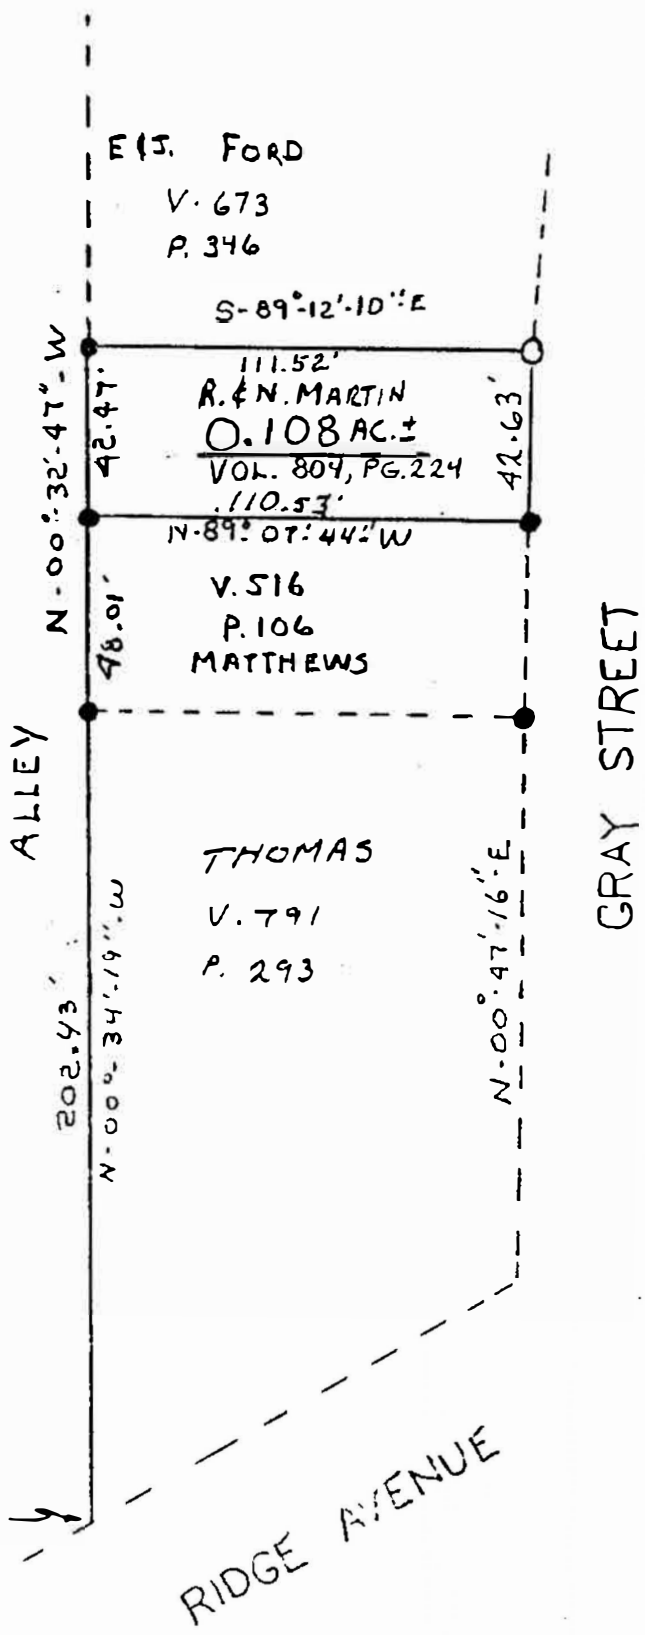 E & J. FORD
V. 673
P. 346
S-89°-12'-10"E
111.52'
R. & N. MARTIN
0.108 AC.±
VOL. 804, PG. 224
110.53'
N-89°-07'-44"W
N-00°-32'-47"-W
42.47'
42.63'
V. 516
P. 106
MATTHEWS
48.01'
ALLEY
GRAY STREET
THOMAS
V. 791
P. 293
202.43'
N-00°-34'-19"-W
N-00°-47'-16"-E
RIDGE AVENUE